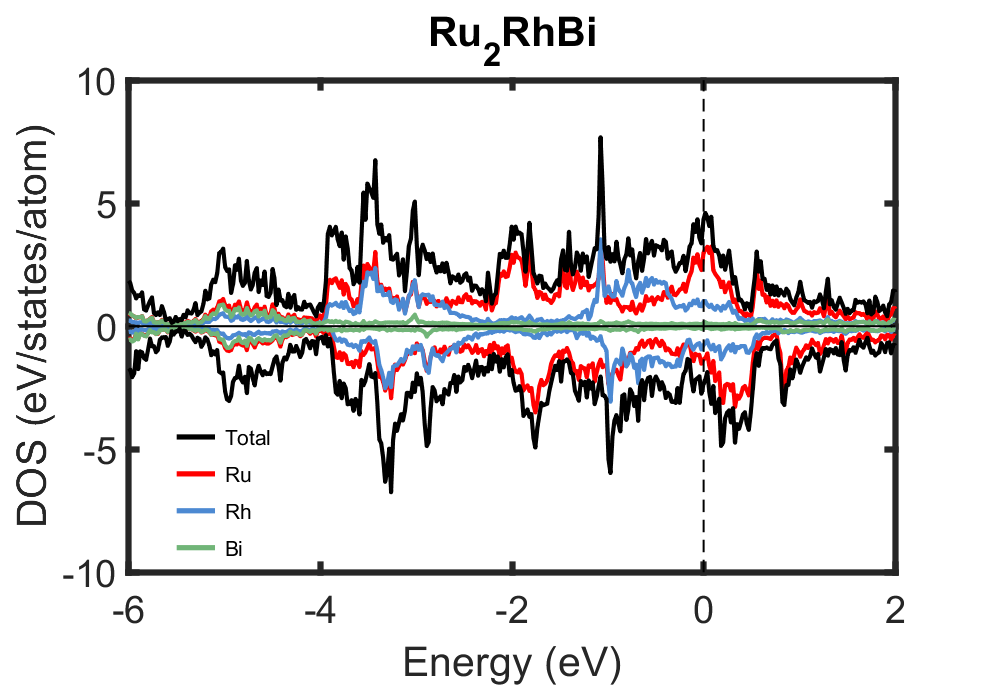 Ru2RhBi
DOS (eV/states/atom)
10
5
0
-5
-10
Total
Ru
Rh
Bi
-6 -4 -2 0 2
Energy (eV)